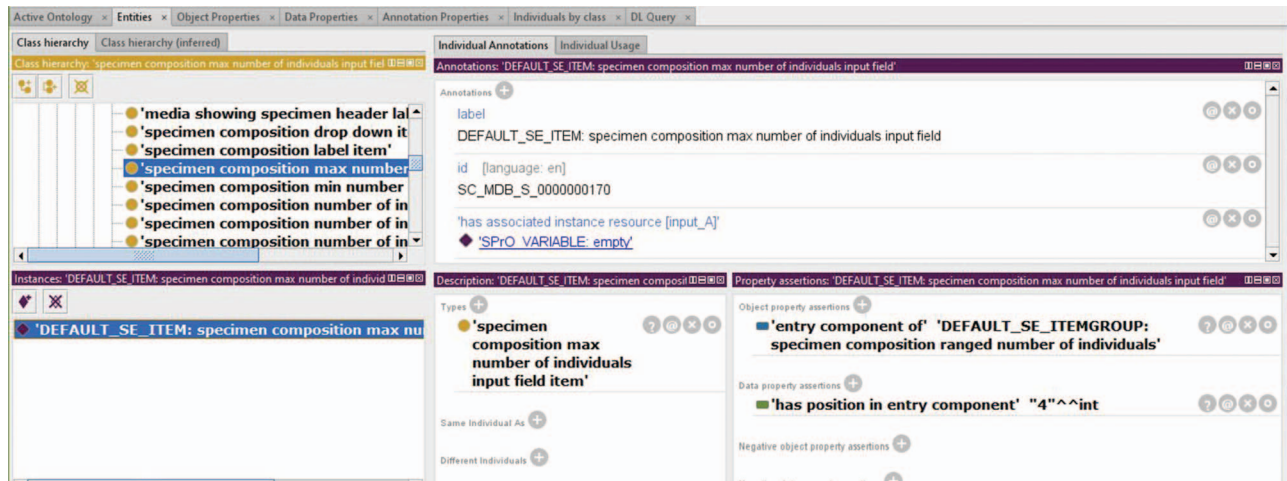 Active Ontology × Entities × Object Properties × Data Properties × Annotation Properties × Individuals by class × DL Query ×
Class hierarchy Class hierarchy (inferred)
Class hierarchy: 'specimen composition max number of individuals input fiel
'media showing specimen header lal
'specimen composition drop down it
'specimen composition label item'
'specimen composition max number
'specimen composition min number
'specimen composition number of in
'specimen composition number of in
'specimen composition number of in
Instances: 'DEFAULT_SE_ITEM: specimen composition max number of individ
'DEFAULT_SE_ITEM: specimen composition max nu
Individual Annotations Individual Usage
Annotations: 'DEFAULT_SE_ITEM: specimen composition max number of individuals input field'
Annotations
label
DEFAULT_SE_ITEM: specimen composition max number of individuals input field
id [language: en]
SC_MDB_S_0000000170
'has associated instance resource [input_A]'
'SPrO_VARIABLE: empty'
Description: 'DEFAULT_SE_ITEM: specimen composit
Types
'specimen
composition max
number of individuals
input field item'
Same Individual As
Different Individuals
Property assertions: 'DEFAULT_SE_ITEM: specimen composition max number of individuals input field'
Object property assertions
'entry component of' 'DEFAULT_SE_ITEMGROUP:
specimen composition ranged number of individuals'
Data property assertions
'has position in entry component' "4"^^int
Negative object property assertions